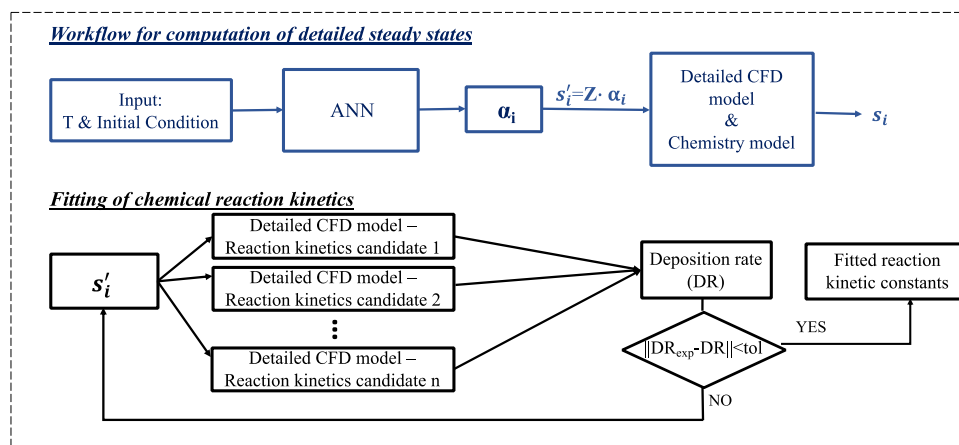 Workflow for computation of detailed steady states
Input:
T & Initial Condition
ANN
αᵢ
s′ᵢ=Z· αᵢ
Detailed CFD
model
&
Chemistry model
sᵢ
Fitting of chemical reaction kinetics
s′ᵢ
Detailed CFD model –
Reaction kinetics candidate 1
Detailed CFD model –
Reaction kinetics candidate 2
⋮
Detailed CFD model –
Reaction kinetics candidate n
Deposition rate
(DR)
||DRexp-DR||<tol
YES
NO
Fitted reaction
kinetic constants